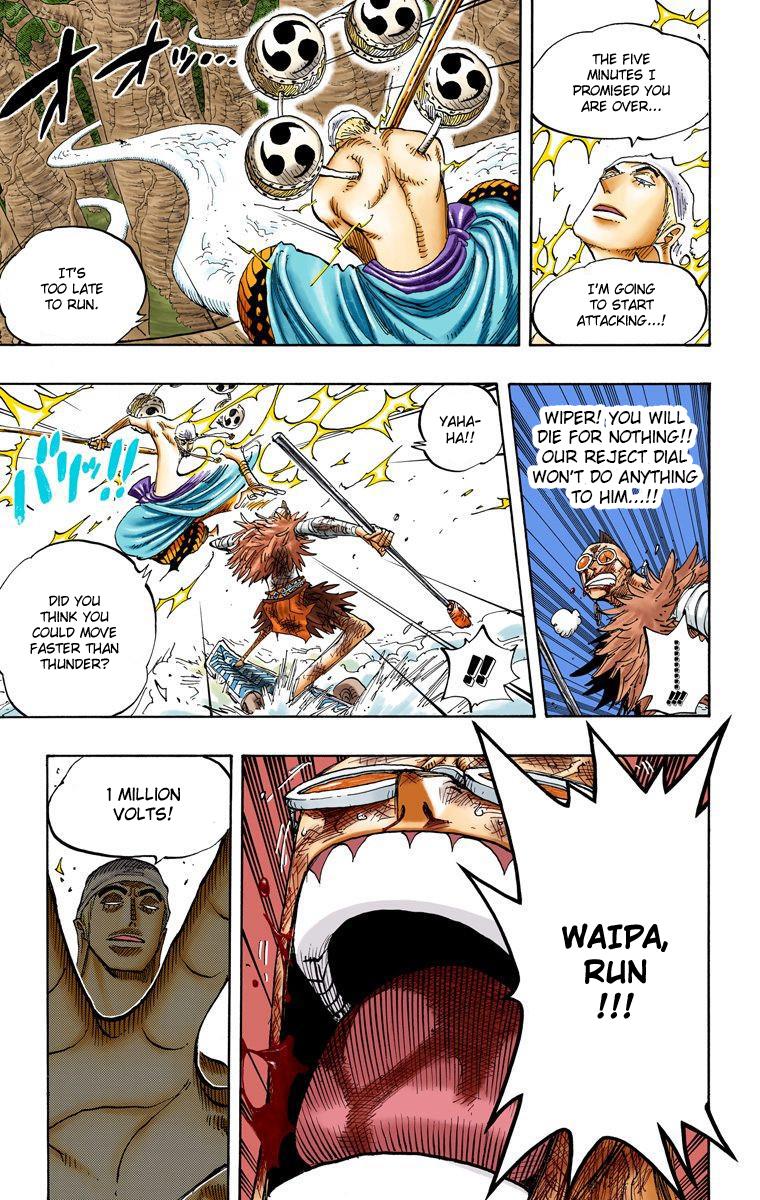 THE FIVE
MINUTES I
PROMISED YOU
ARE OVER...
I'M GOING
TO START
ATTACKING...!
オオッ...
IT'S
TOO LATE
TO RUN.
WIPER! YOU WILL
DIE FOR NOTHING!!
OUR REJECT DIAL
WON'T DO ANYTHING
TO HIM...!!
.........!!!
YAHA-
HA!!
バリッ!!
DID YOU
THINK YOU
COULD MOVE
FASTER THAN
THUNDER?
!!
WAIPA,
RUN
!!!
1 MILLION
VOLTS!